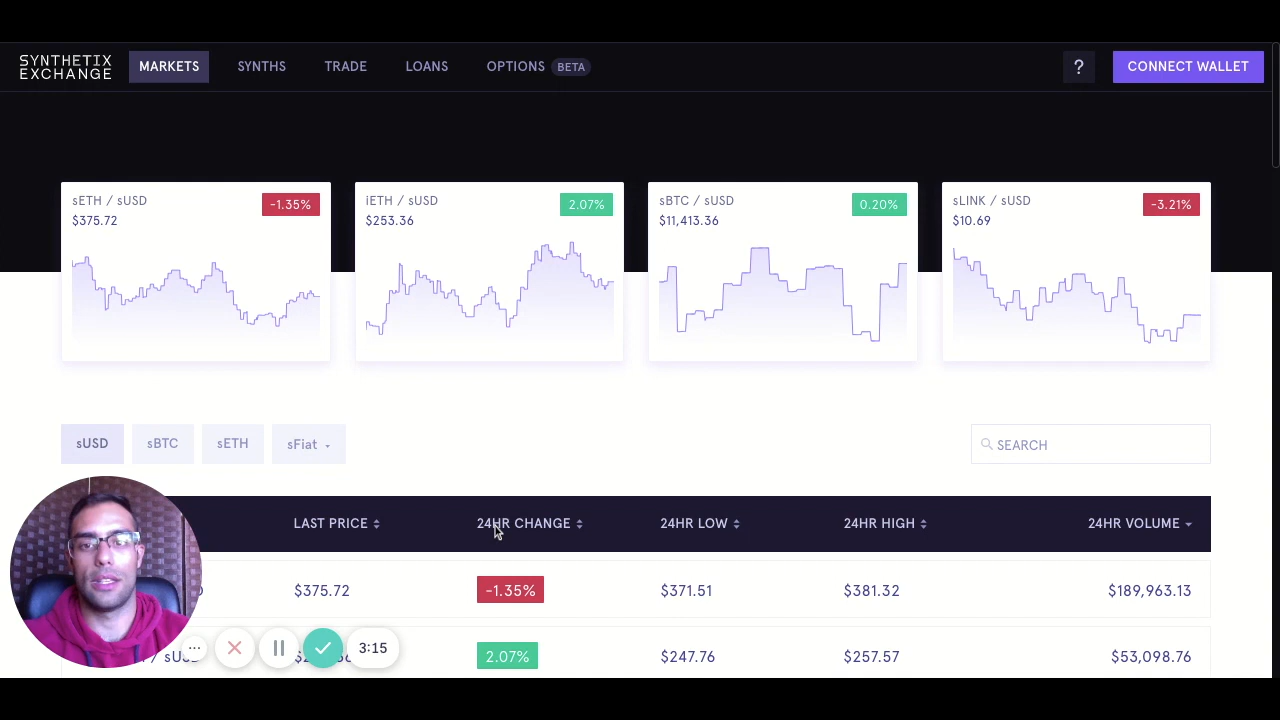 SYNTHETIX
EXCHANGE
MARKETS
SYNTHS
TRADE
LOANS
OPTIONS BETA
?
CONNECT WALLET
sETH / sUSD
$375.72
-1.35%
iETH / sUSD
$253.36
2.07%
sBTC / sUSD
$11,413.36
0.20%
sLINK / sUSD
$10.69
-3.21%
sUSD
sBTC
sETH
sFiat
SEARCH
LAST PRICE
24HR CHANGE
24HR LOW
24HR HIGH
24HR VOLUME
$375.72
-1.35%
$371.51
$381.32
$189,963.13
/ sUSD
2.07%
$247.76
$257.57
$53,098.76
3:15